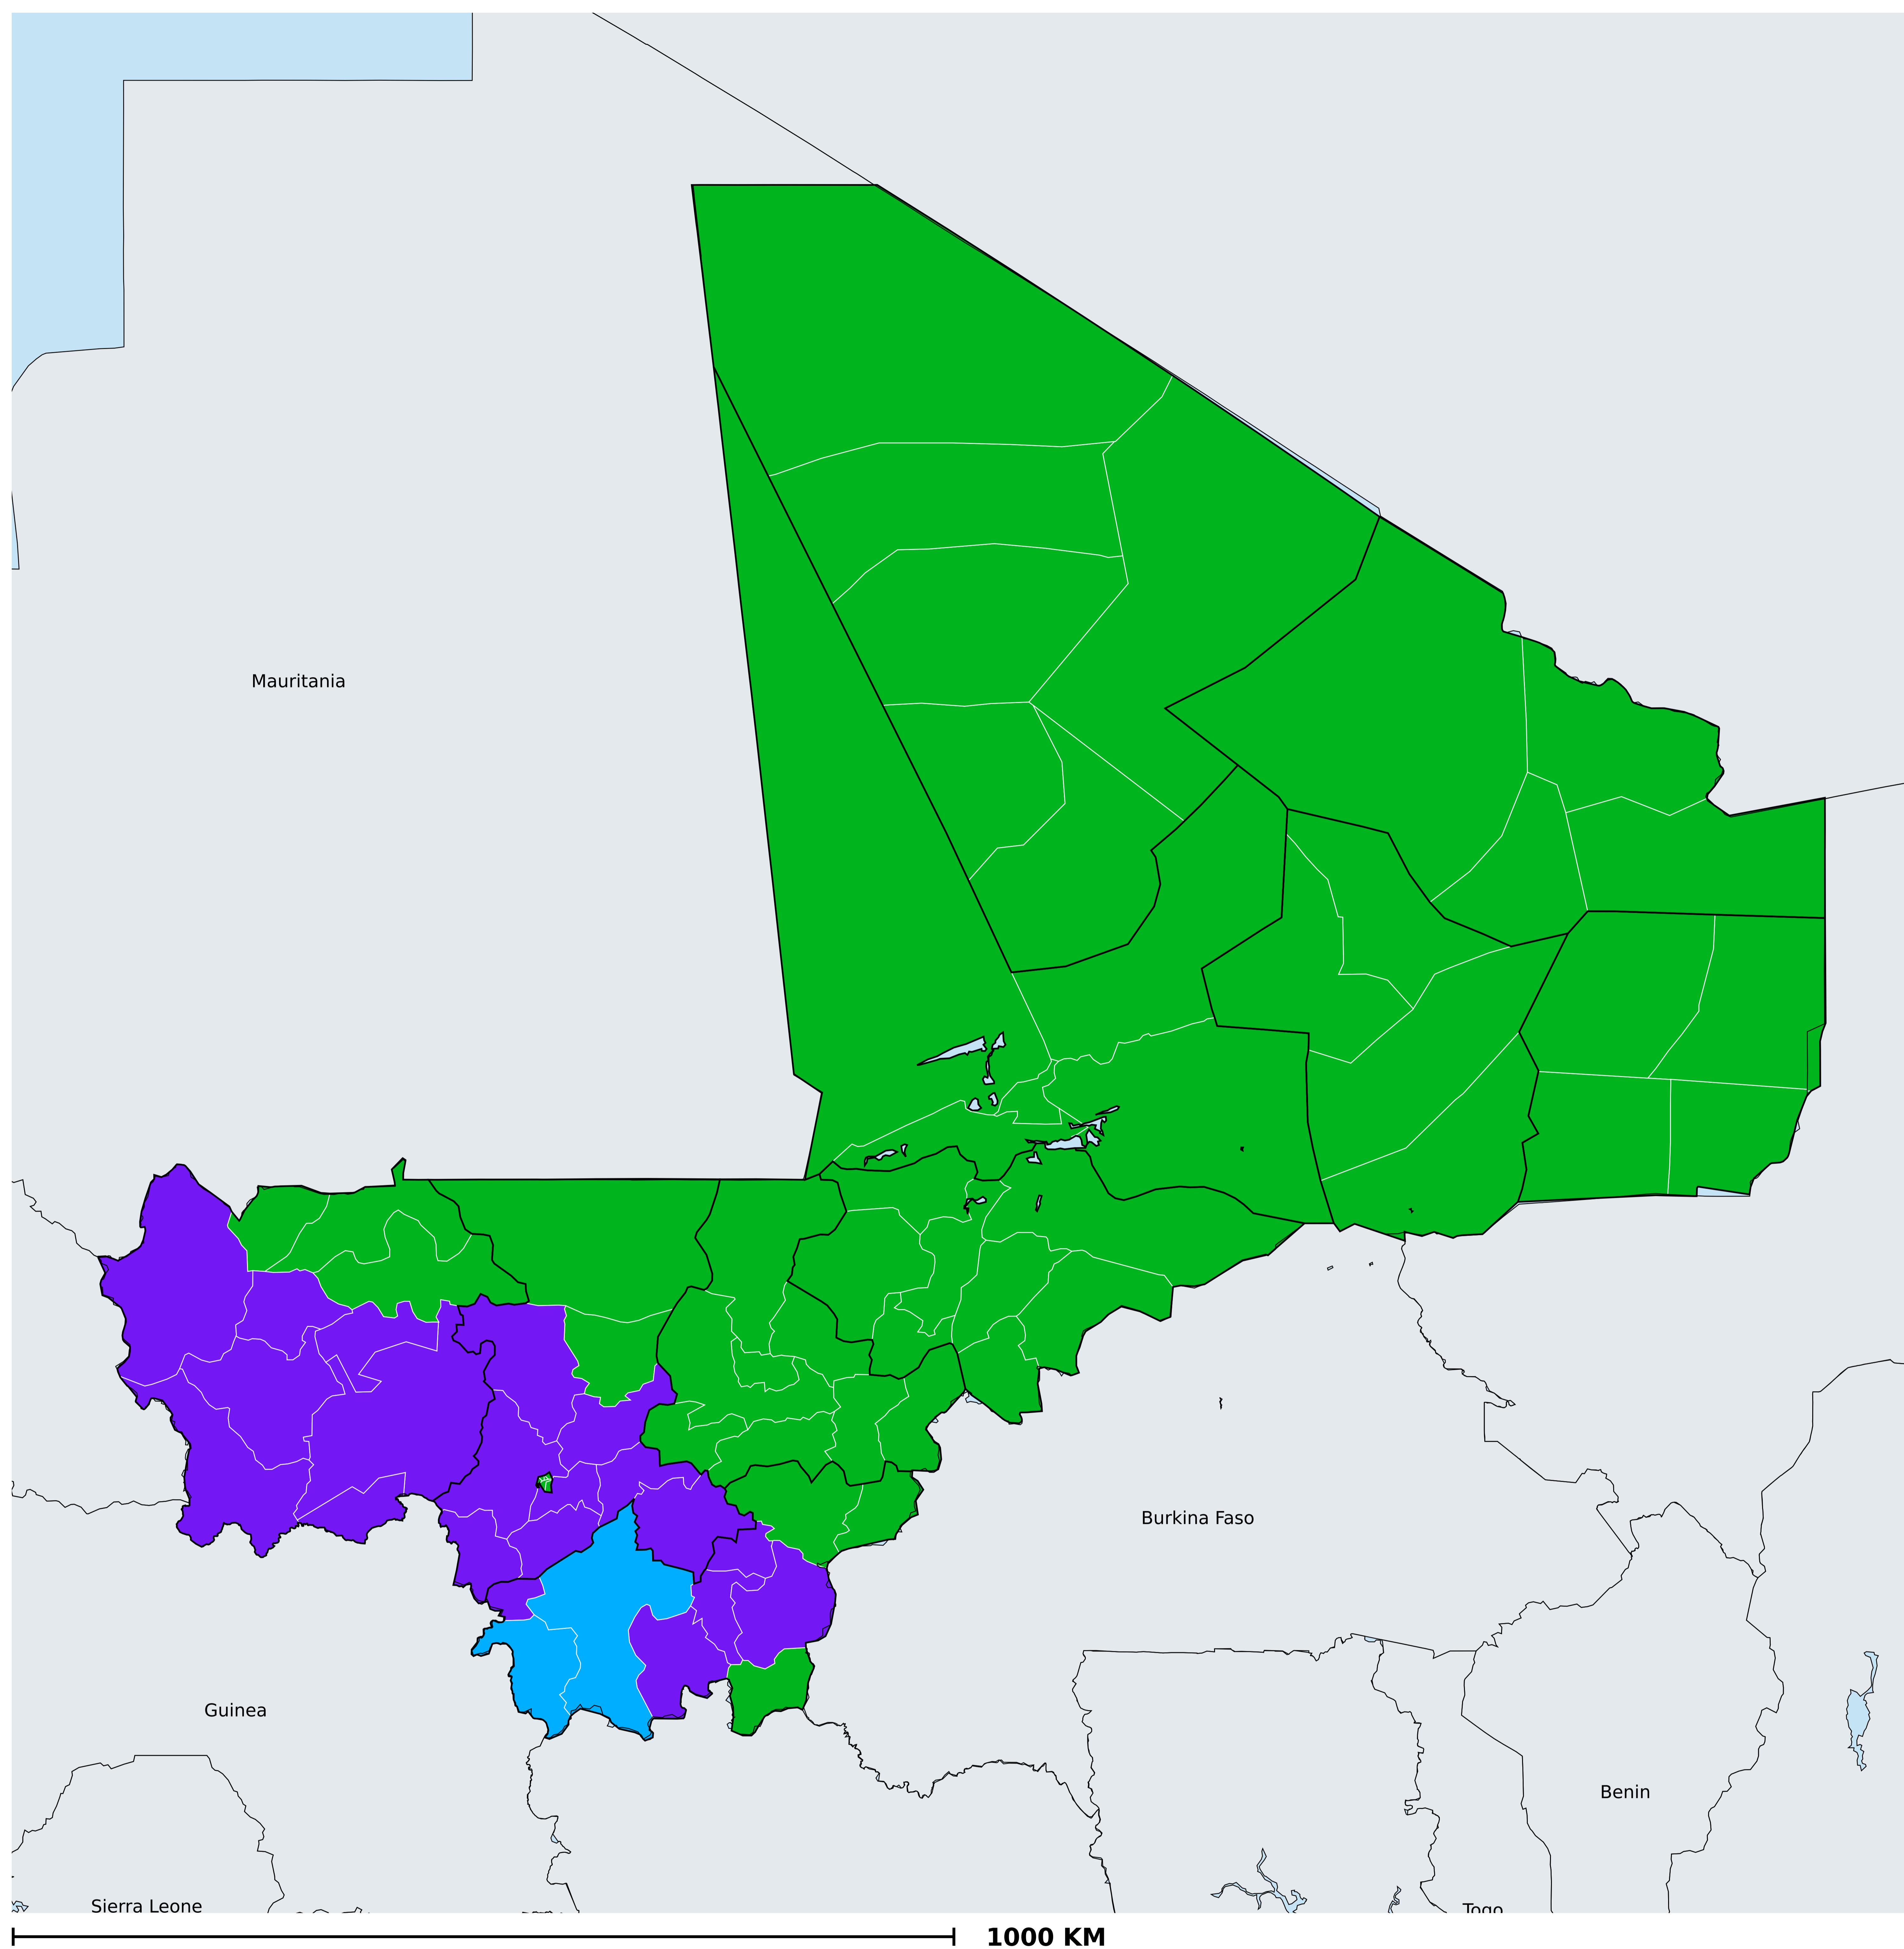 Mauritania
Burkina Faso
Guinea
Benin
Sierra Leone
Togo
1000 KM